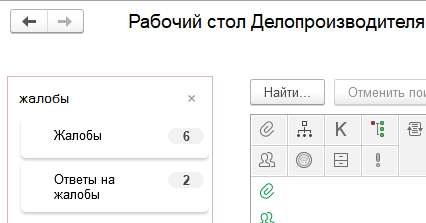 Рабочий стол Делопроизводителя
жалобы ×
Жалобы 6
Ответы на жалобы 2
Найти...
Отменить пои
K